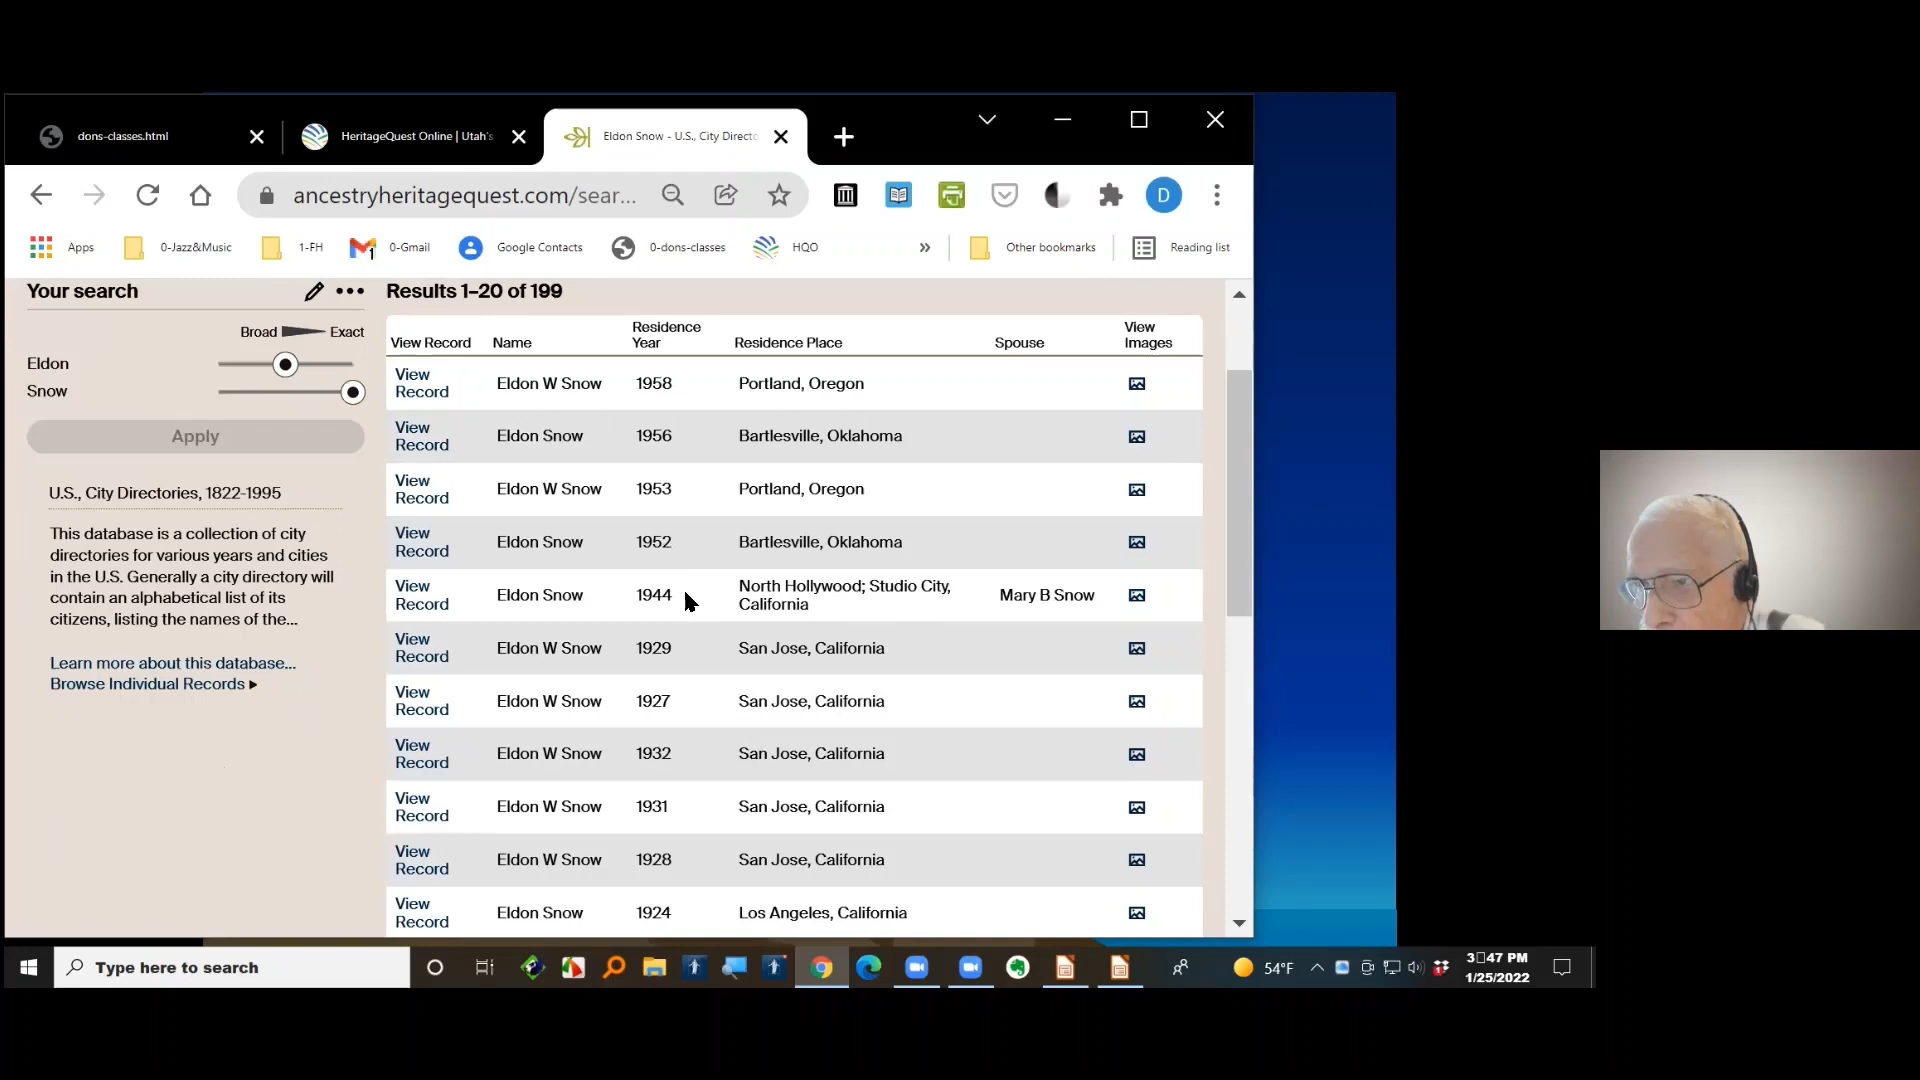 dons-classes.html
HeritageQuest Online | Utah's
Eldon Snow - U.S., City Directo
ancestryheritagequest.com/sear...
D
Apps
0-Jazz&Music
1-FH
0-Gmail
Google Contacts
0-dons-classes
HQO
»
Other bookmarks
Reading list
Your search
Broad
Exact
Eldon
Snow
Apply
U.S., City Directories, 1822-1995
This database is a collection of city
directories for various years and cities
in the U.S. Generally a city directory will
contain an alphabetical list of its
citizens, listing the names of the...
Learn more about this database...
Browse Individual Records
Results 1–20 of 199
View Record Name Residence Year Residence Place Spouse View Images
View Record Eldon W Snow 1958 Portland, Oregon
View Record Eldon Snow 1956 Bartlesville, Oklahoma
View Record Eldon W Snow 1953 Portland, Oregon
View Record Eldon Snow 1952 Bartlesville, Oklahoma
View Record Eldon Snow 1944 North Hollywood; Studio City, California Mary B Snow
View Record Eldon W Snow 1929 San Jose, California
View Record Eldon W Snow 1927 San Jose, California
View Record Eldon W Snow 1932 San Jose, California
View Record Eldon W Snow 1931 San Jose, California
View Record Eldon W Snow 1928 San Jose, California
View Record Eldon Snow 1924 Los Angeles, California
Type here to search
54°F
3:47 PM
1/25/2022